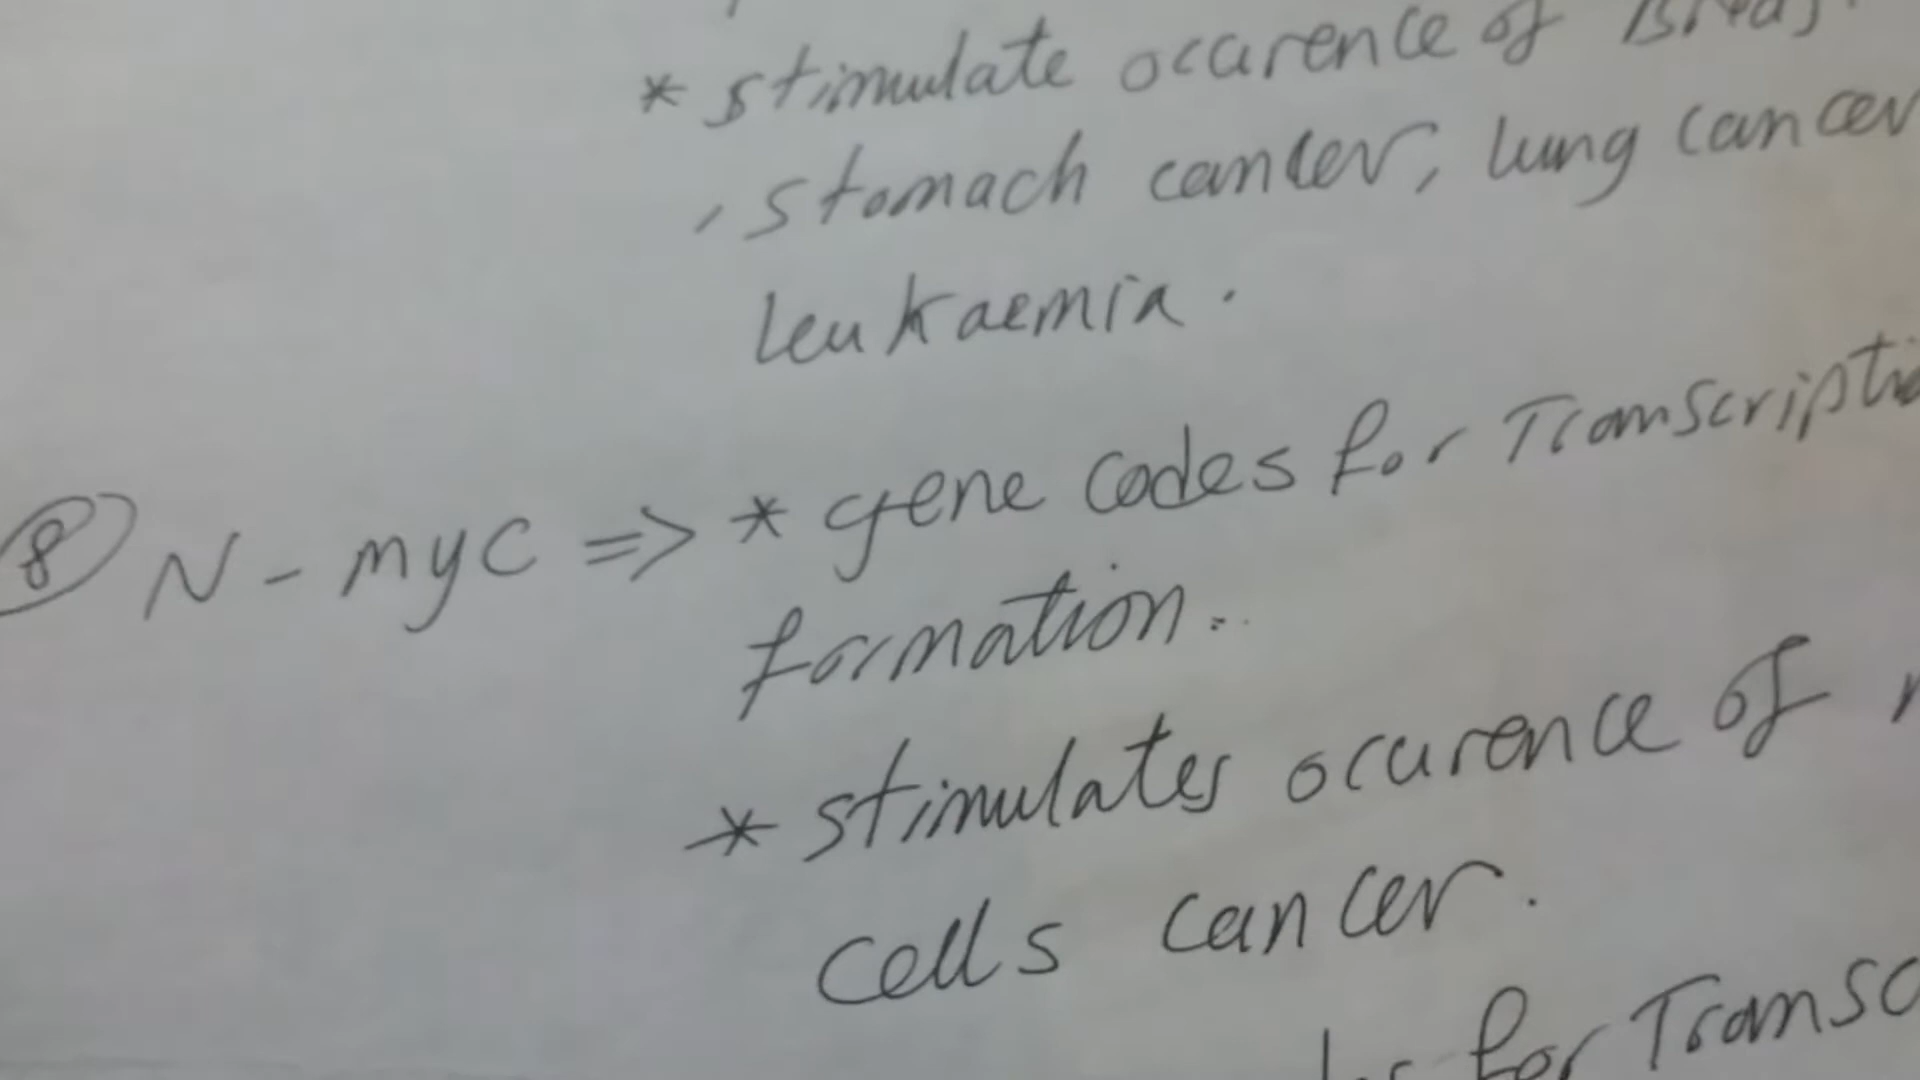 * stimulate ocurence of
, stomach cancer, lung cancer
leukaemia.
⑧ N - myc => * gene codes for Transcriptio
formation.
* stimulates ocurence of
cells cancer.
for Transc